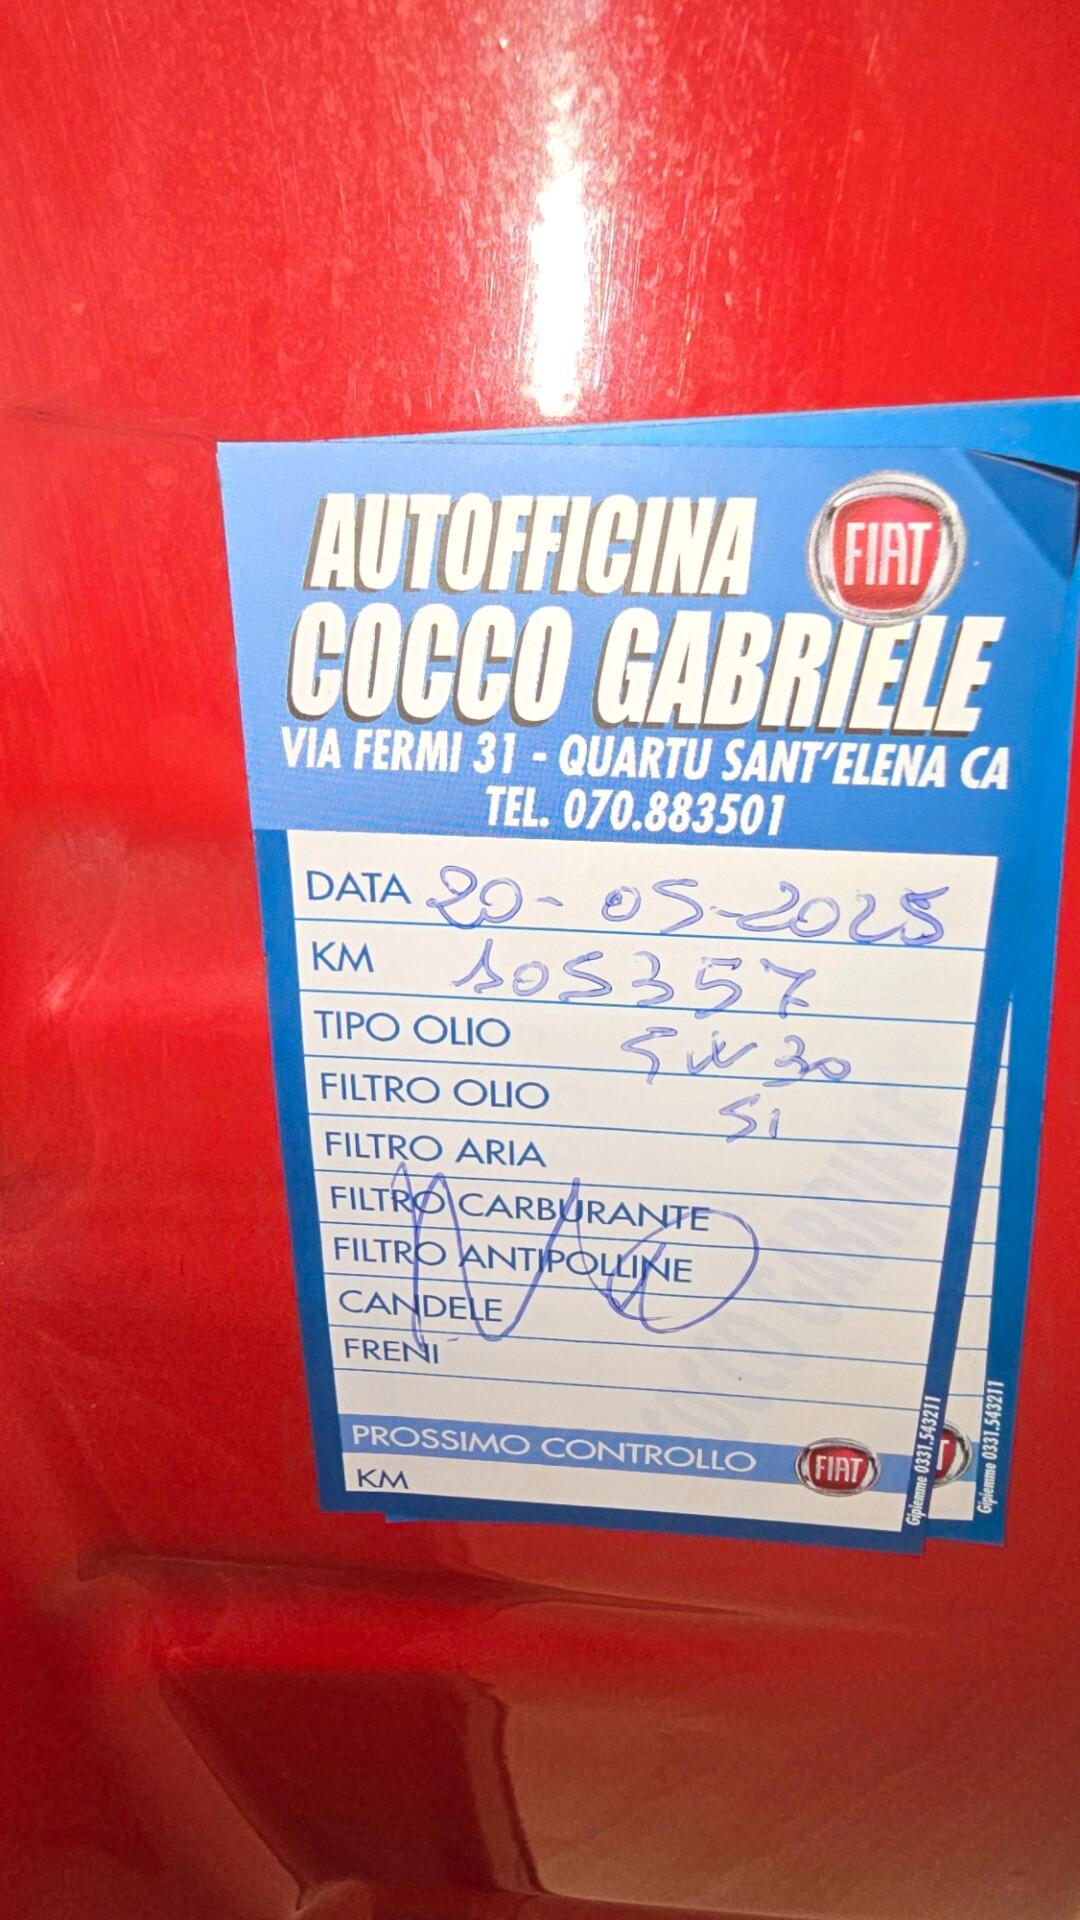 AUTOFFICINA
FIAT
COCCO GABRIELE
VIA FERMI 31 - QUARTU SANT'ELENA CA
TEL. 070.883501
DATA 20-05-2025
KM 105357
TIPO OLIO 5W30
FILTRO OLIO SI
FILTRO ARIA
FILTRO CARBURANTE
FILTRO ANTIPOLLINE
NO
CANDELE
FRENI
PROSSIMO CONTROLLO
FIAT
KM
Gipiemme 0331.543211
Gipiemme 0331.543211